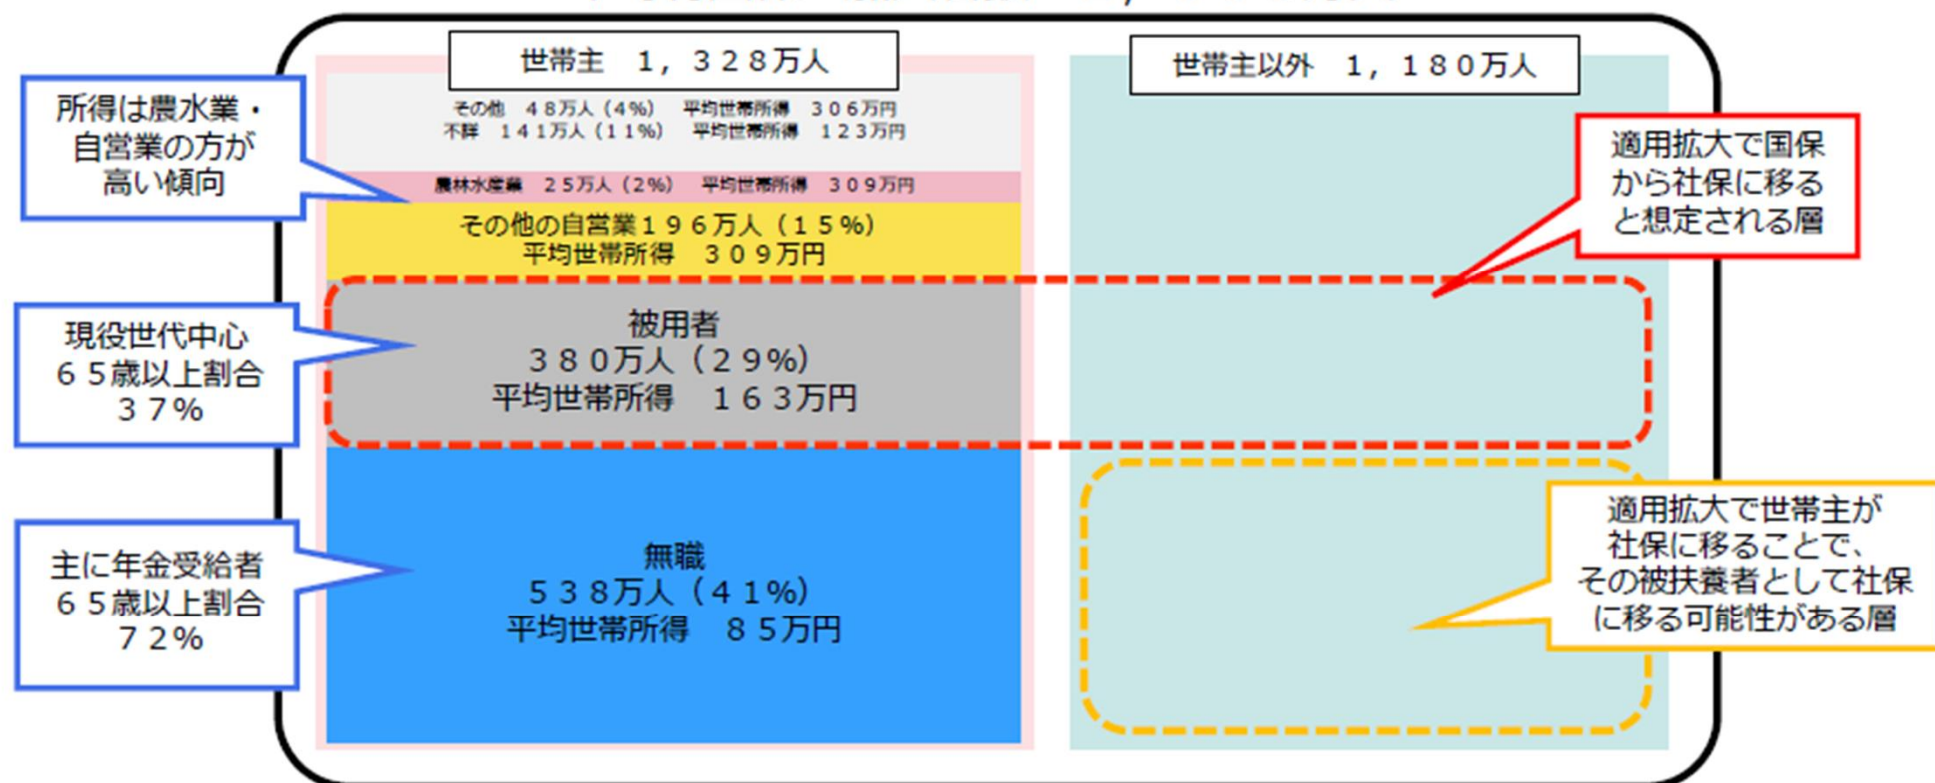 世帯主　１，３２８万人
世帯主以外　１，１８０万人
その他　４８万人（４％）　平均世帯所得　３０６万円
不詳　１４１万人（１１％）　平均世帯所得　１２３万円
農林水産業　２５万人（２％）　平均世帯所得　３０９万円
その他の自営業１９６万人（１５％）
平均世帯所得　３０９万円
被用者
３８０万人（２９％）
平均世帯所得　１６３万円
無職
５３８万人（４１％）
平均世帯所得　８５万円
所得は農水業・
自営業の方が
高い傾向
現役世代中心
６５歳以上割合
３７％
主に年金受給者
６５歳以上割合
７２％
適用拡大で国保
から社保に移る
と想定される層
適用拡大で世帯主が
社保に移ることで、
その被扶養者として社保
に移る可能性がある層